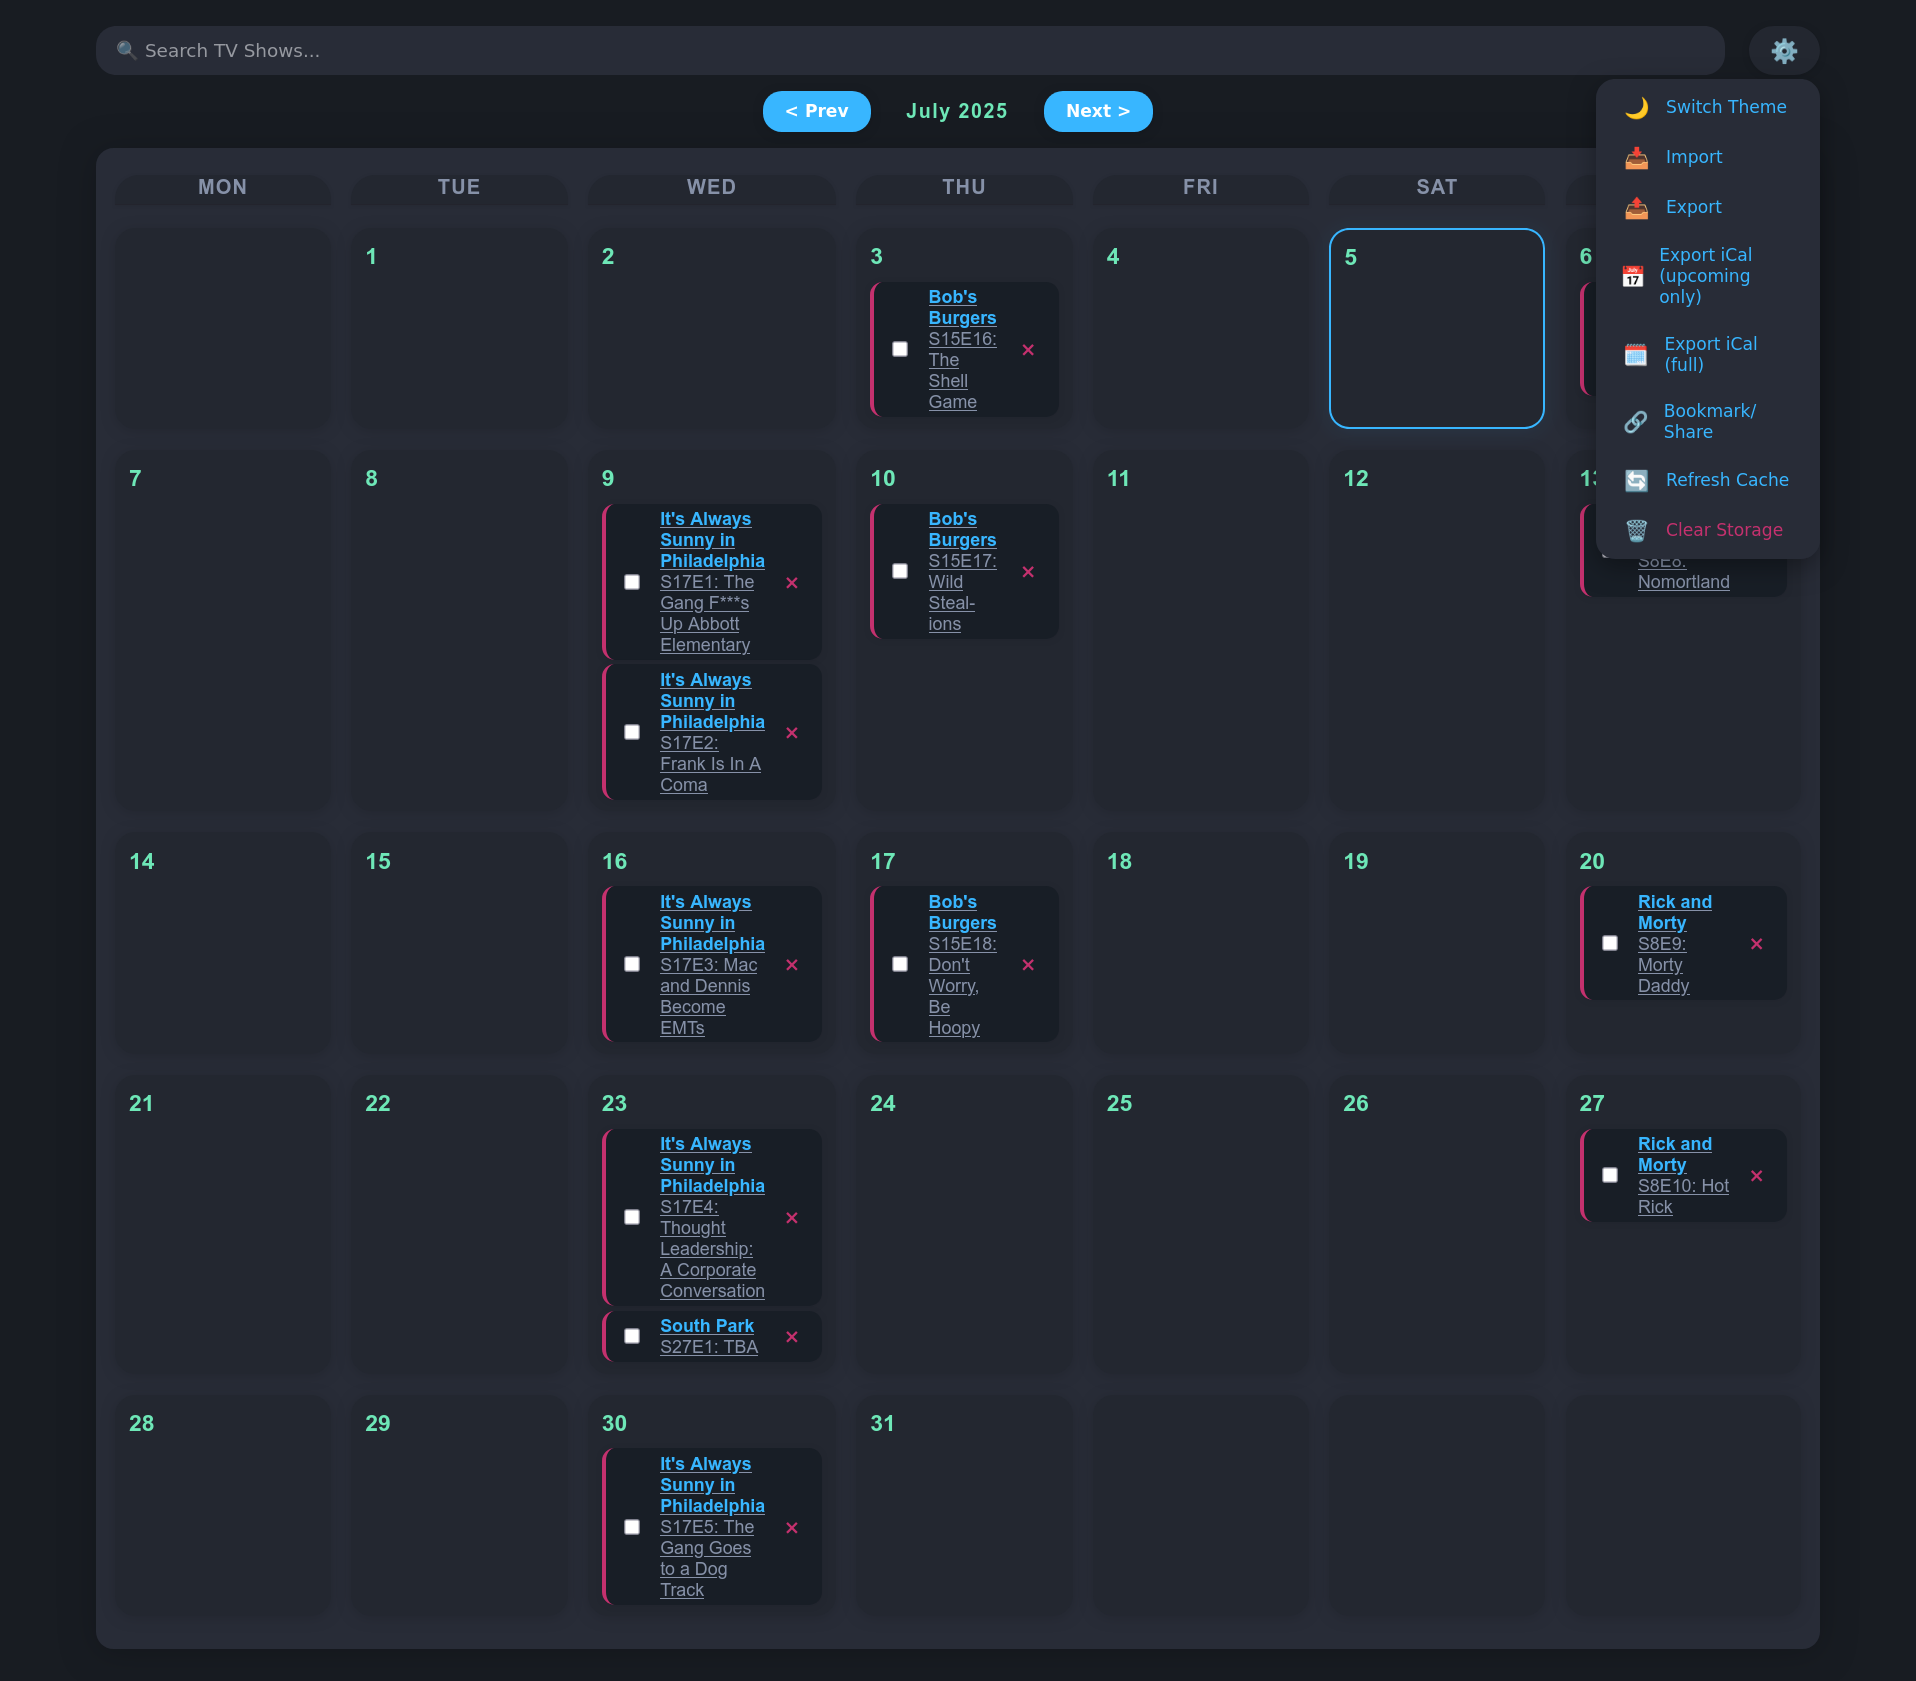 Search TV Shows...
< Prev
July 2025
Next >
Switch Theme
Import
Export
Export iCal
(upcoming
only)
Export iCal
(full)
Bookmark/
Share
Refresh Cache
Clear Storage
MON
TUE
WED
THU
FRI
SAT
1
2
3
Bob's
Burgers
S15E16:
The
Shell
Game
×
4
5
6
7
8
9
It's Always
Sunny in
Philadelphia
S17E1: The
Gang F***s
Up Abbott
Elementary
×
It's Always
Sunny in
Philadelphia
S17E2:
Frank Is In A
Coma
×
10
Bob's
Burgers
S15E17:
Wild
Steal-
ions
×
11
12
13
S8E8:
Nomortland
14
15
16
It's Always
Sunny in
Philadelphia
S17E3: Mac
and Dennis
Become
EMTs
×
17
Bob's
Burgers
S15E18:
Don't
Worry,
Be
Hoopy
×
18
19
20
Rick and
Morty
S8E9:
Morty
Daddy
×
21
22
23
It's Always
Sunny in
Philadelphia
S17E4:
Thought
Leadership:
A Corporate
Conversation
×
South Park
S27E1: TBA
×
24
25
26
27
Rick and
Morty
S8E10: Hot
Rick
×
28
29
30
It's Always
Sunny in
Philadelphia
S17E5: The
Gang Goes
to a Dog
Track
×
31